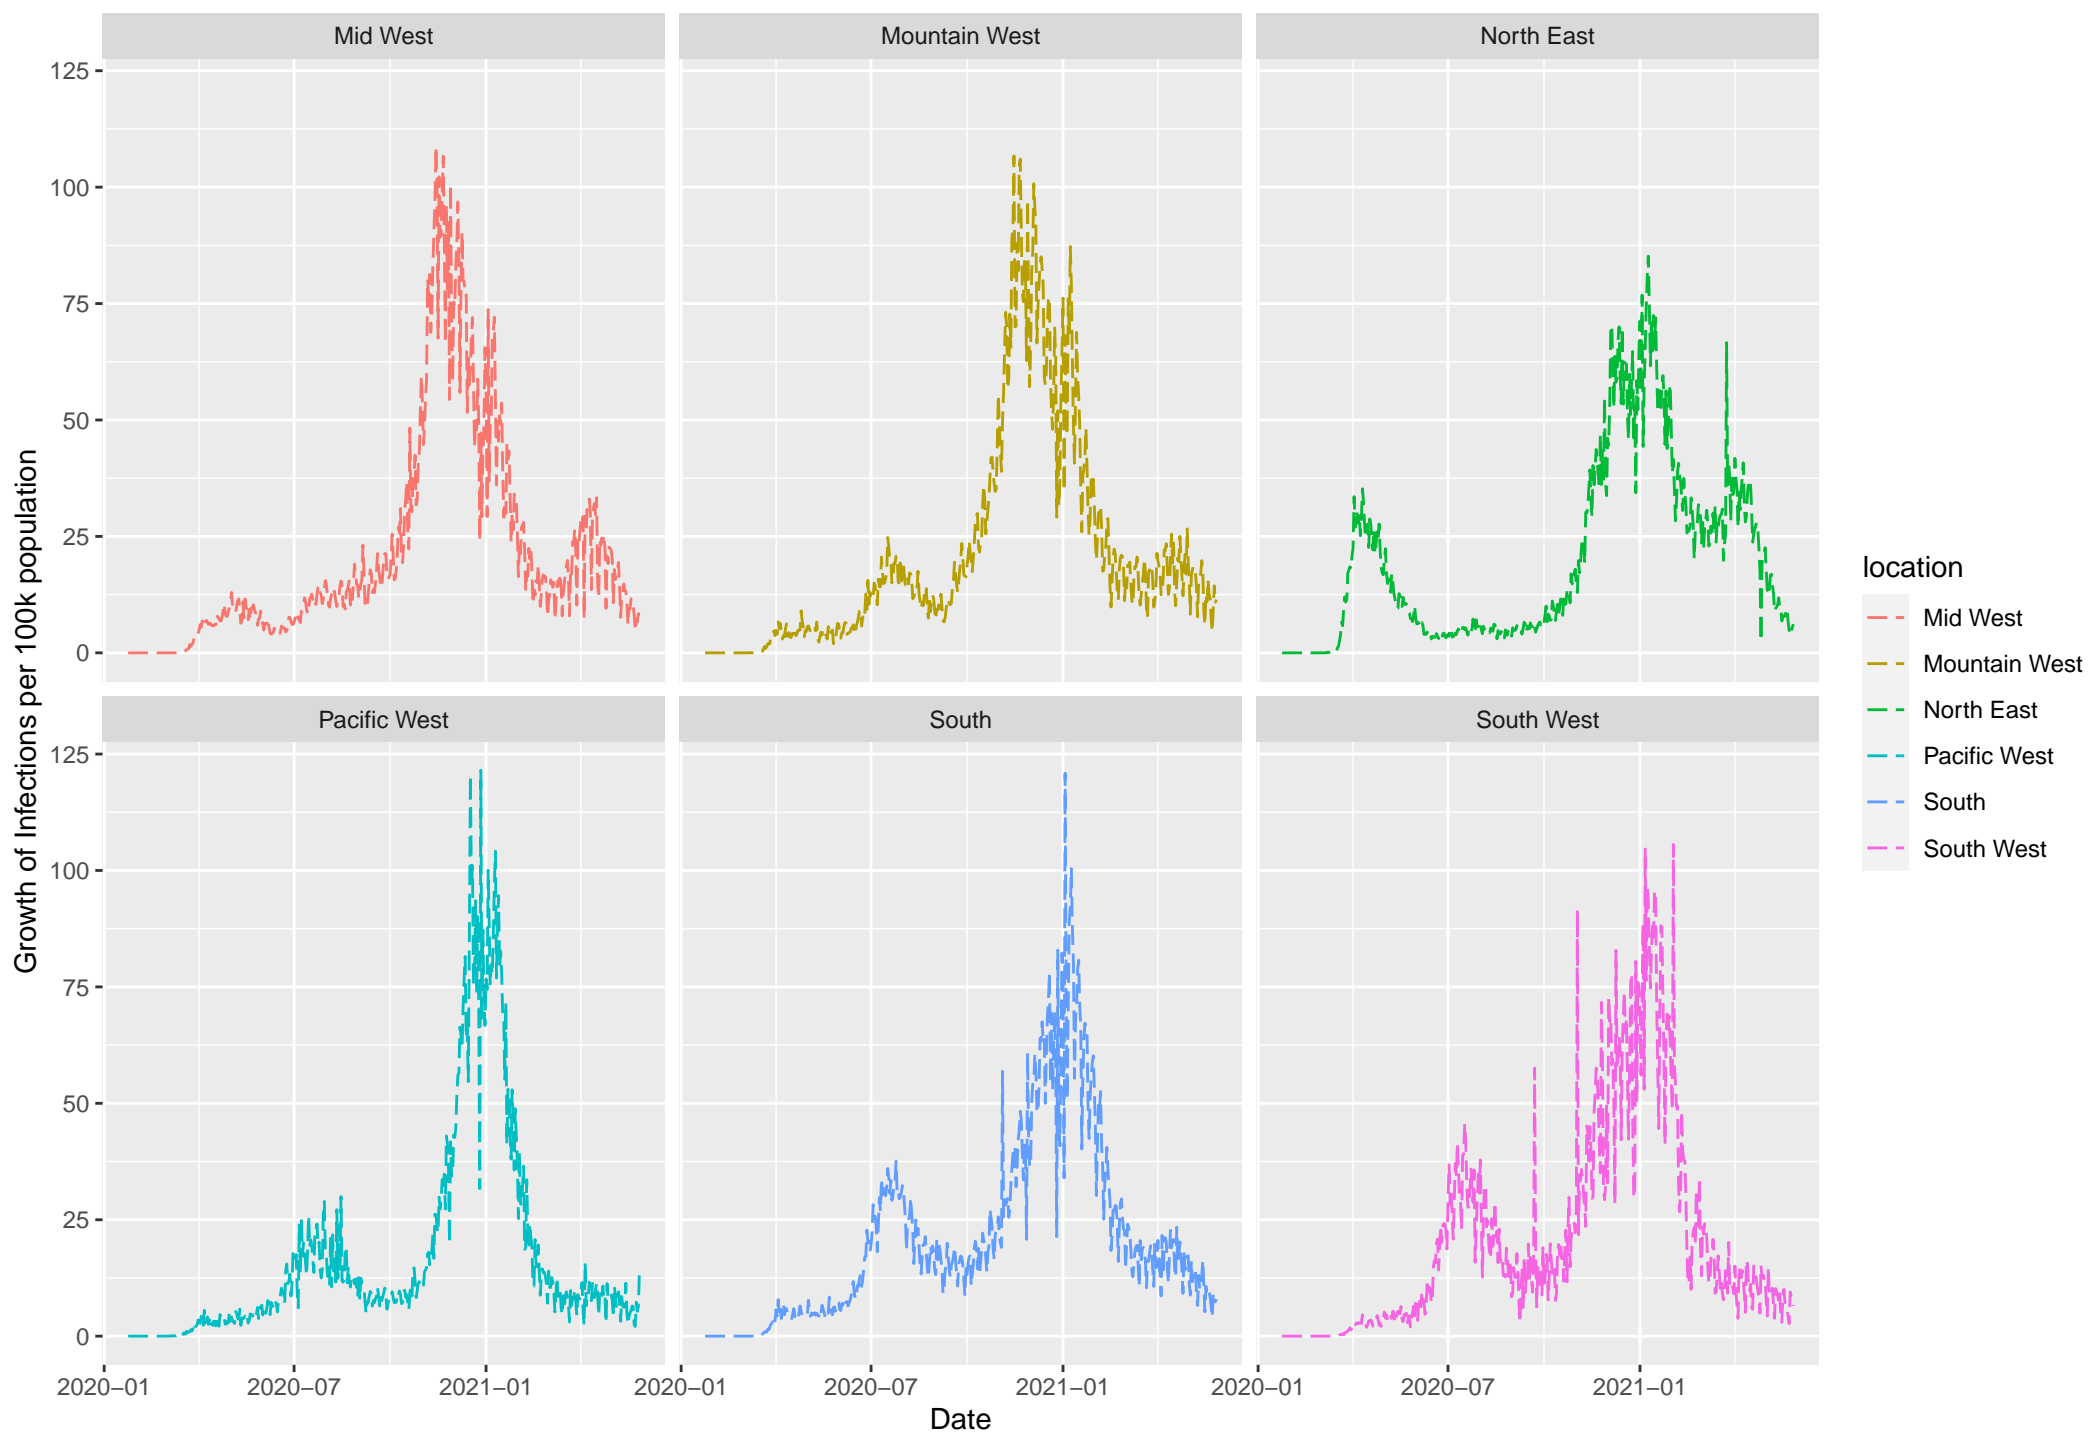 Mid West
Mountain West
North East
125
100
75
50
25
0
Pacific West
South
South West
125
100
75
50
25
0
2020−01
2020−07
2021−01
2020−01
2020−07
2021−01
2020−01
2020−07
2021−01
Date
Growth of Infections per 100k population
location
Mid West
Mountain West
North East
Pacific West
South
South West